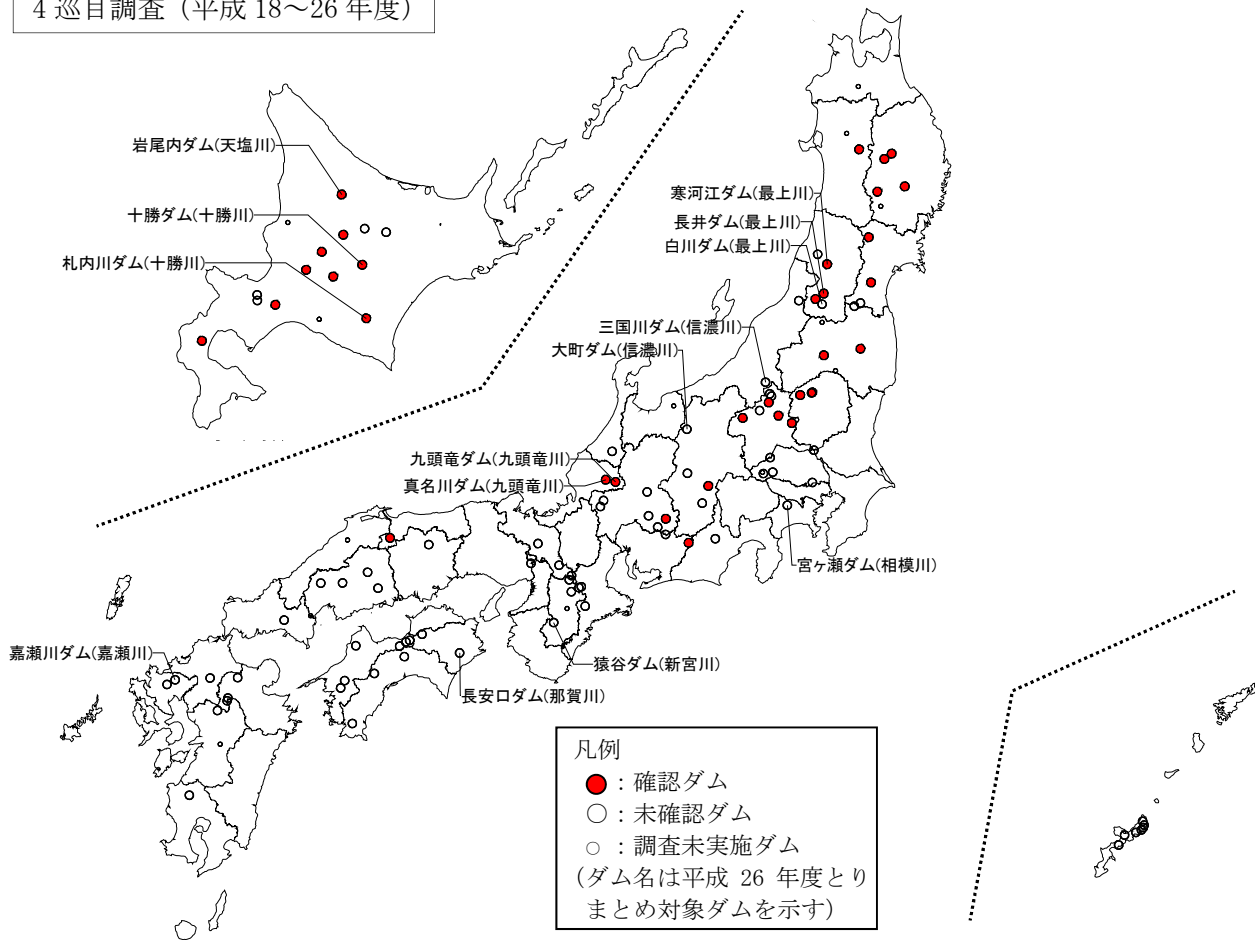 4巡目調査（平成18～26年度）
岩尾内ダム(天塩川)
十勝ダム(十勝川)
札内川ダム(十勝川)
寒河江ダム(最上川)
長井ダム(最上川)
白川ダム(最上川)
三国川ダム(信濃川)
大町ダム(信濃川)
九頭竜ダム(九頭竜川)
真名川ダム(九頭竜川)
宮ヶ瀬ダム(相模川)
嘉瀬川ダム(嘉瀬川)
猿谷ダム(新宮川)
長安口ダム(那賀川)
凡例
●：確認ダム
○：未確認ダム
○：調査未実施ダム
(ダム名は平成 26 年度とり
まとめ対象ダムを示す)